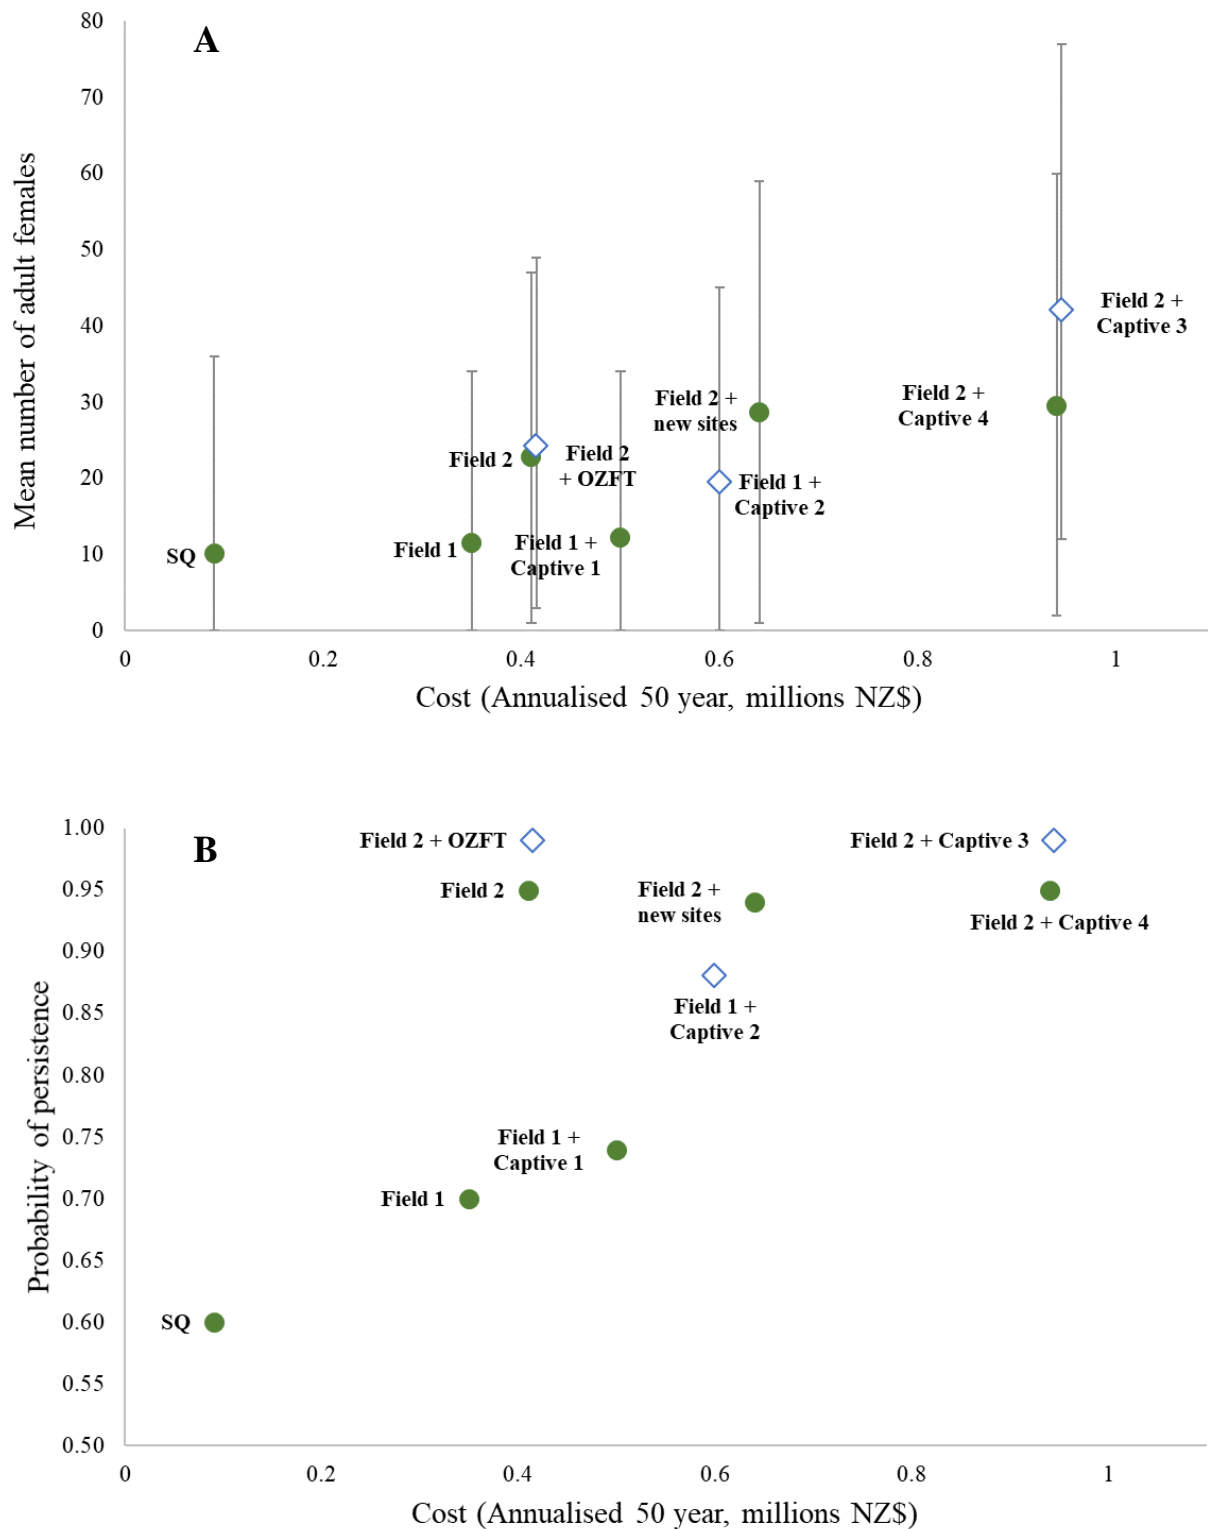 A
80
70
60
50
40
30
20
10
0
Mean number of adult females
Field 2 +
Captive 3
Field 2 +
Captive 4
Field 2 +
new sites
Field 2
Field 2
+ OZFT
Field 1 +
Captive 2
Field 1 +
Captive 1
Field 1
SQ
0 0.2 0.4 0.6 0.8 1
Cost (Annualised 50 year, millions NZ$)
B
1.00
0.95
0.90
0.85
0.80
0.75
0.70
0.65
0.60
0.55
0.50
Probability of persistence
Field 2 + OZFT
Field 2 + Captive 3
Field 2
Field 2 +
new sites
Field 2 + Captive 4
Field 1 +
Captive 2
Field 1 +
Captive 1
Field 1
SQ
0 0.2 0.4 0.6 0.8 1
Cost (Annualised 50 year, millions NZ$)